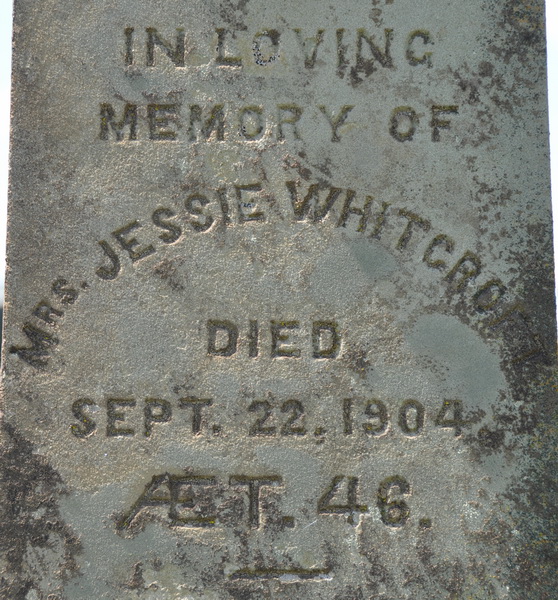 IN LOVING
MEMORY OF
MRS. JESSIE WHITCROFT
DIED
SEPT. 22, 1904
ÆT. 46.